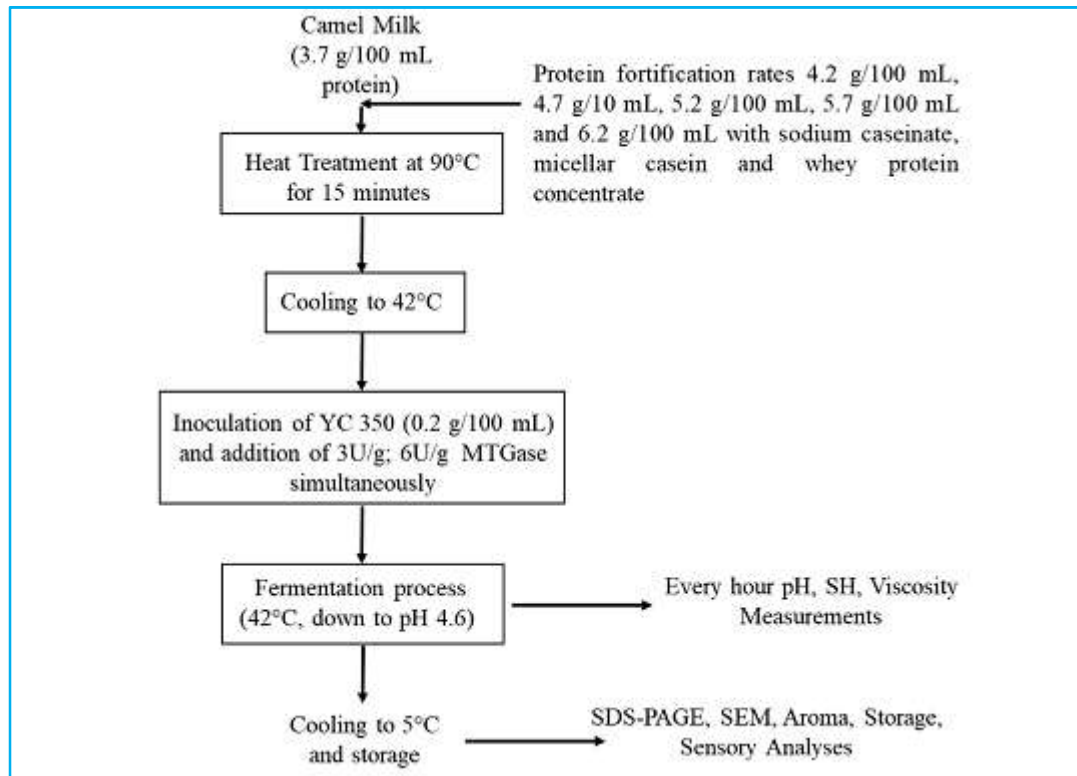 Camel Milk
(3.7 g/100 mL
protein)
Protein fortification rates 4.2 g/100 mL,
4.7 g/10 mL, 5.2 g/100 mL, 5.7 g/100 mL
and 6.2 g/100 mL with sodium caseinate,
micellar casein and whey protein
concentrate
Heat Treatment at 90°C
for 15 minutes
Cooling to 42°C
Inoculation of YC 350 (0.2 g/100 mL)
and addition of 3U/g; 6U/g MTGase
simultaneously
Fermentation process
(42°C, down to pH 4.6)
Every hour pH, SH, Viscosity
Measurements
Cooling to 5°C
and storage
SDS-PAGE, SEM, Aroma, Storage,
Sensory Analyses